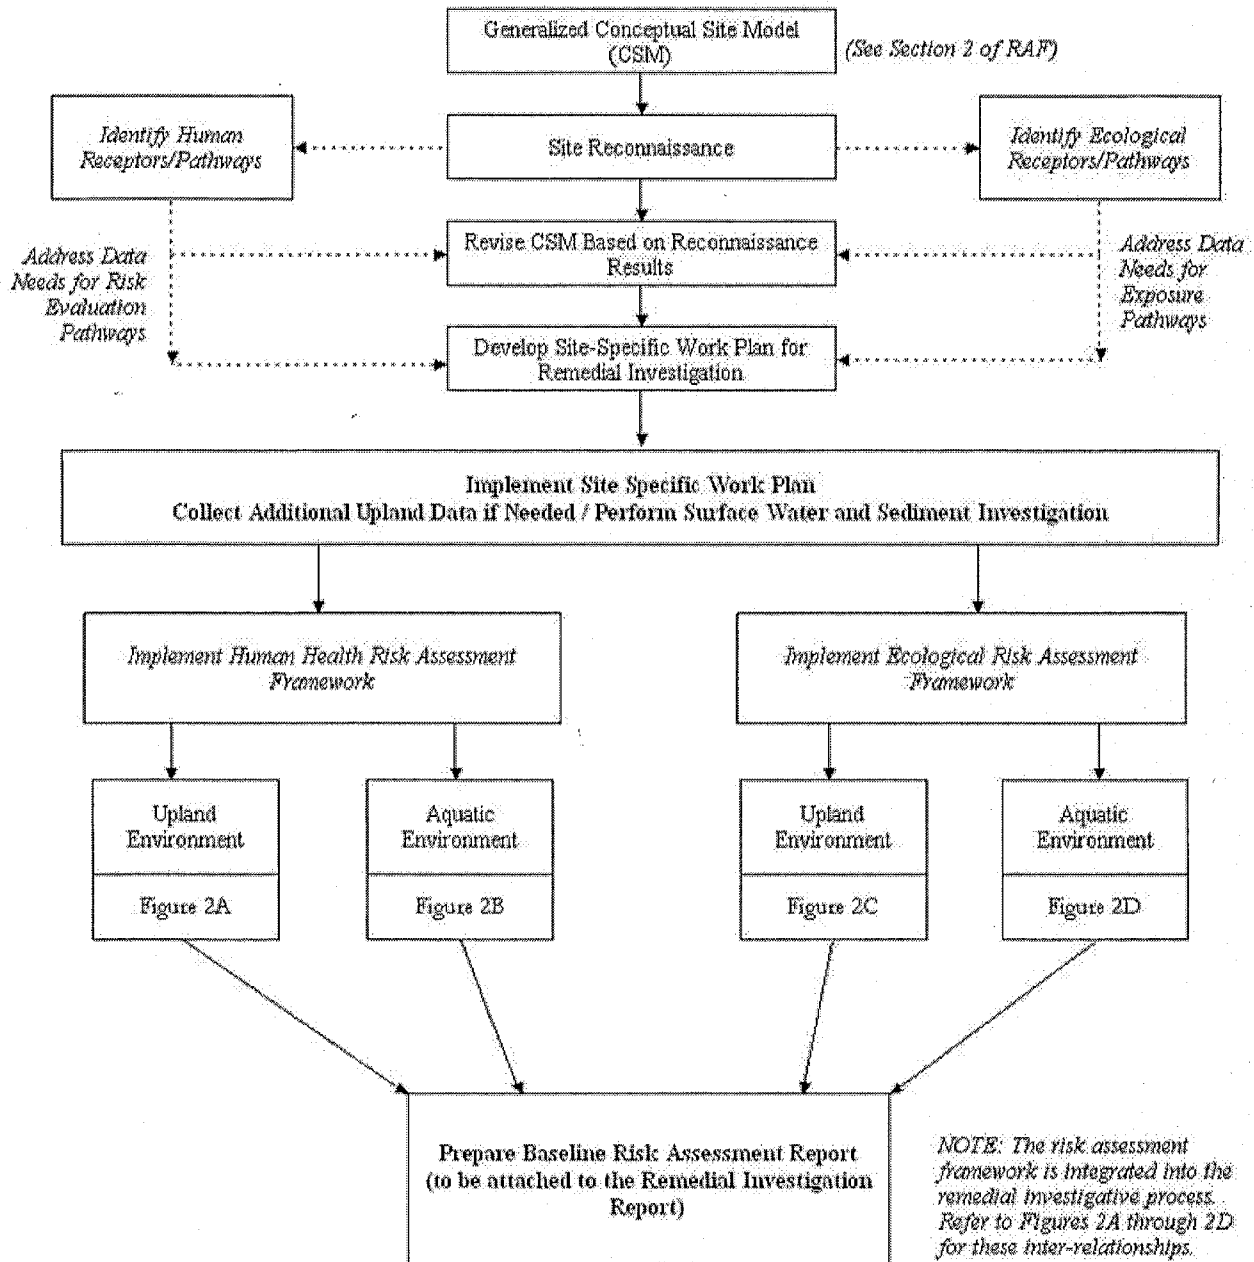 Generalized Conceptual Site Model
(CSM)
(See Section 2 of RAF)
Identify Human
Receptors/Pathways
Site Reconnaissance
Identify Ecological
Receptors/Pathways
Address Data
Needs for Risk
Evaluation
Pathways
Revise CSM Based on Reconnaissance
Results
Address Data
Needs for
Exposure
Pathways
Develop Site-Specific Work Plan for
Remedial Investigation
Implement Site Specific Work Plan
Collect Additional Upland Data if Needed / Perform Surface Water and Sediment Investigation
Implement Human Health Risk Assessment
Framework
Implement Ecological Risk Assessment
Framework
Upland
Environment
Figure 2A
Aquatic
Environment
Figure 2B
Upland
Environment
Figure 2C
Aquatic
Environment
Figure 2D
Prepare Baseline Risk Assessment Report
(to be attached to the Remedial Investigation
Report)
NOTE: The risk assessment
framework is integrated into the
remedial investigative process.
Refer to Figures 2A through 2D
for these inter-relationships.